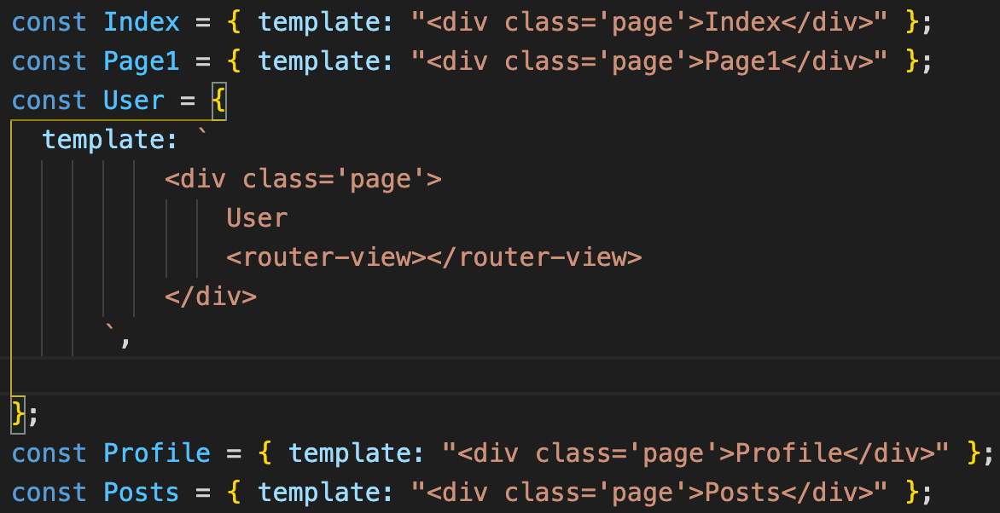 const Index = { template: "<div class='page'>Index</div>" };
const Page1 = { template: "<div class='page'>Page1</div>" };
const User = {
  template: `
          <div class='page'>
              User
              <router-view></router-view>
          </div>
      `,
};
const Profile = { template: "<div class='page'>Profile</div>" };
const Posts = { template: "<div class='page'>Posts</div>" };